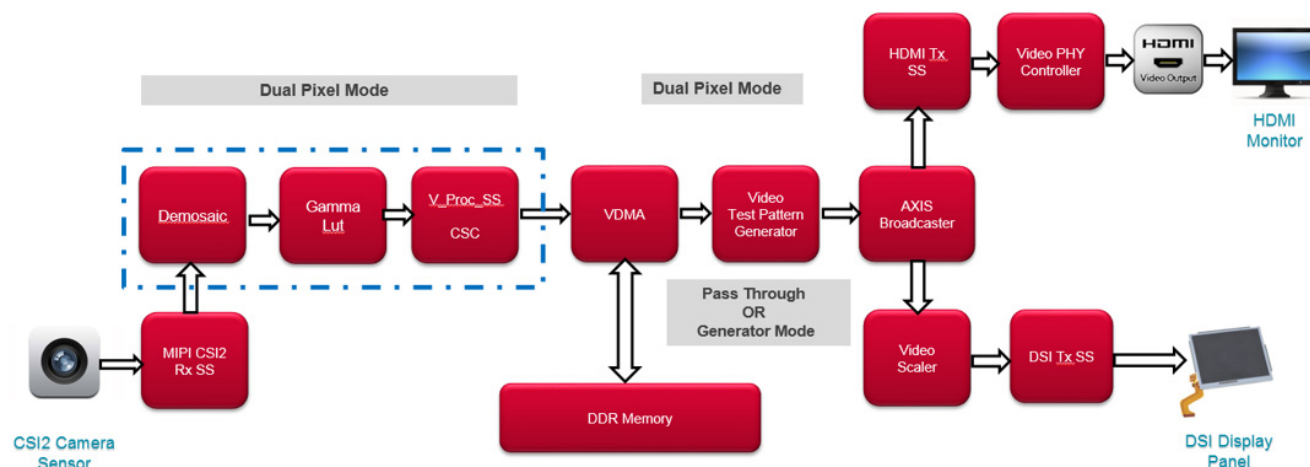 Dual Pixel Mode
Dual Pixel Mode
HDMI Tx
SS
Video PHY
Controller
HDMI
Video Output
HDMI
Monitor
Demosaic
Gamma
Lut
V_Proc_SS
CSC
VDMA
Video
Test Pattern
Generator
AXIS
Broadcaster
Pass Through
OR
Generator Mode
MIPI CSI2
Rx SS
Video
Scaler
DSI Tx SS
DDR Memory
CSI2 Camera
Sensor
DSI Display
Panel